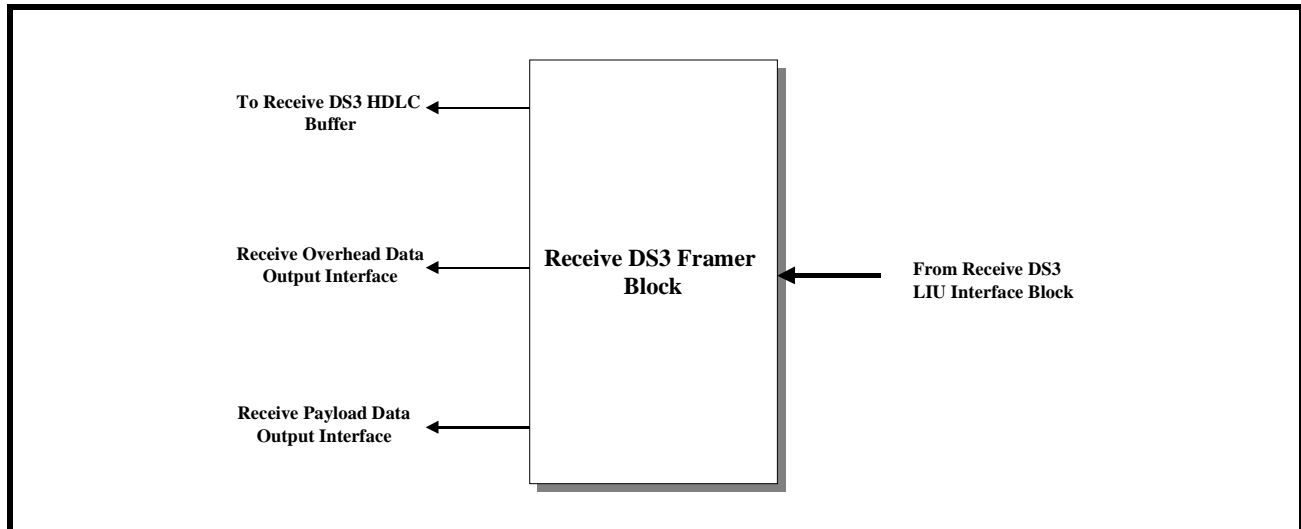 To Receive DS3 HDLC
Buffer
Receive Overhead Data
Output Interface
Receive Payload Data
Output Interface
Receive DS3 Framer
Block
From Receive DS3
LIU Interface Block